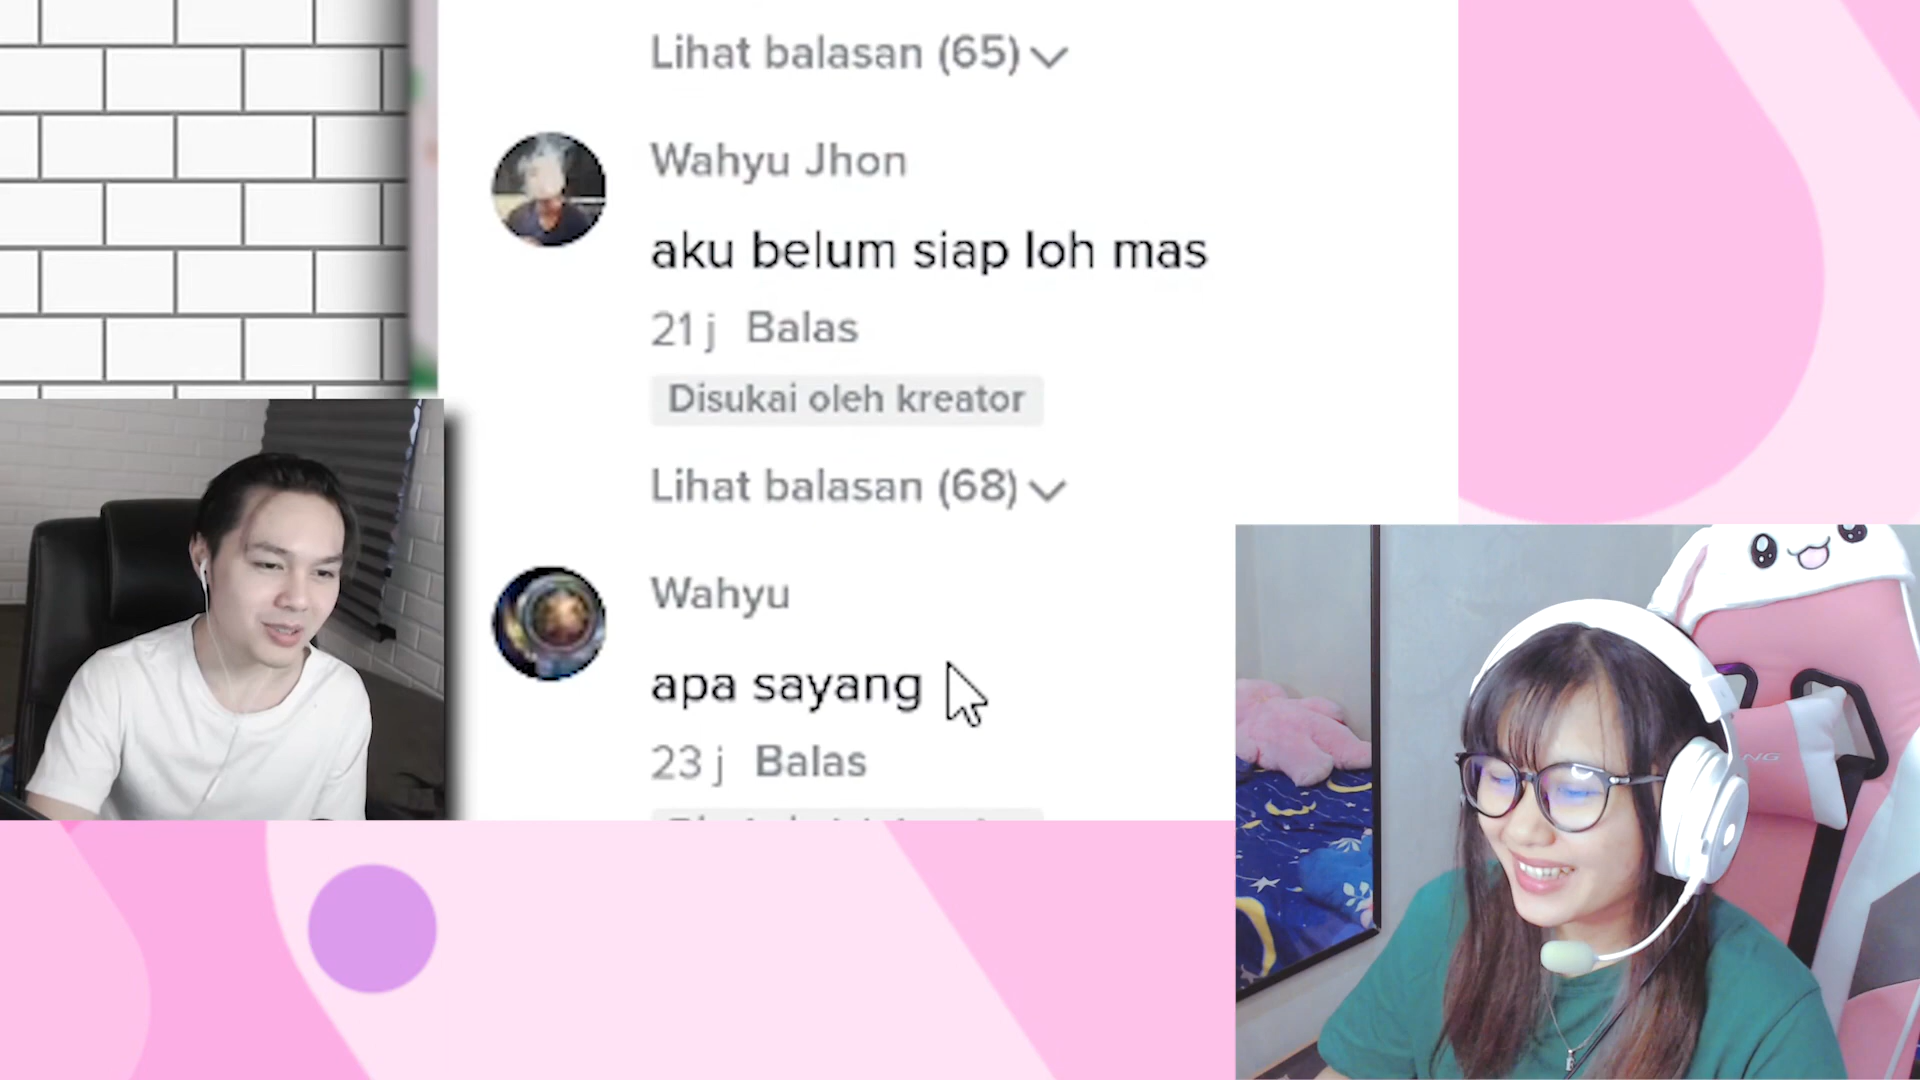 Lihat balasan (65)
Wahyu Jhon
aku belum siap loh mas
21 j Balas
Disukai oleh kreator
Lihat balasan (68)
Wahyu
apa sayang
23 j Balas
NG